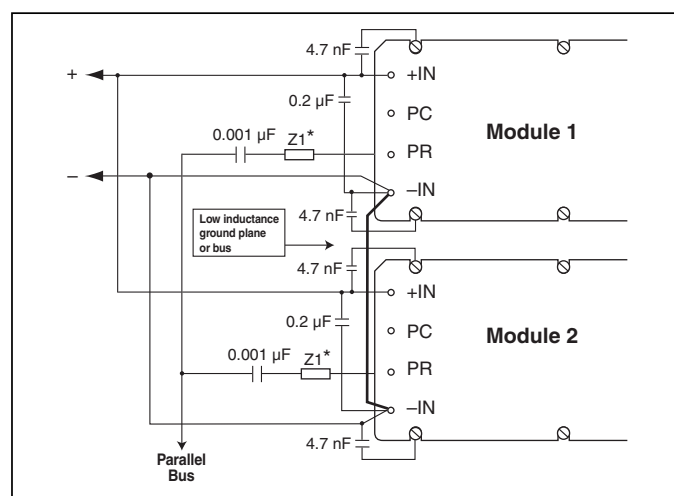 4.7 nF
+
+IN
0.2 µF
PC
Module 1
0.001 µF
Z1*
PR
–
–IN
Low inductance
ground plane
or bus
4.7 nF
4.7 nF
+IN
0.2 µF
PC
Module 2
0.001 µF
Z1*
PR
–IN
4.7 nF
Parallel
Bus